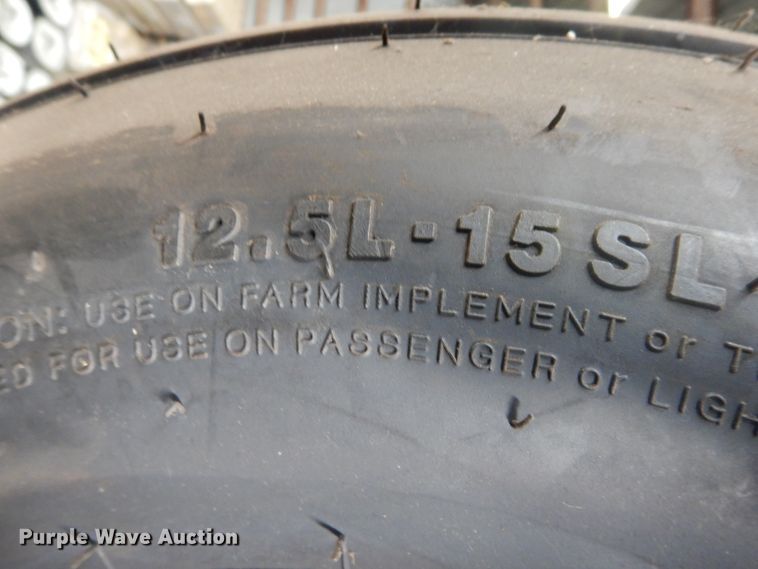 12.5L-15 SL
ON: USE ON FARM IMPLEMENT or T
ED FOR USE ON PASSENGER or LIGH
Purple Wave Auction